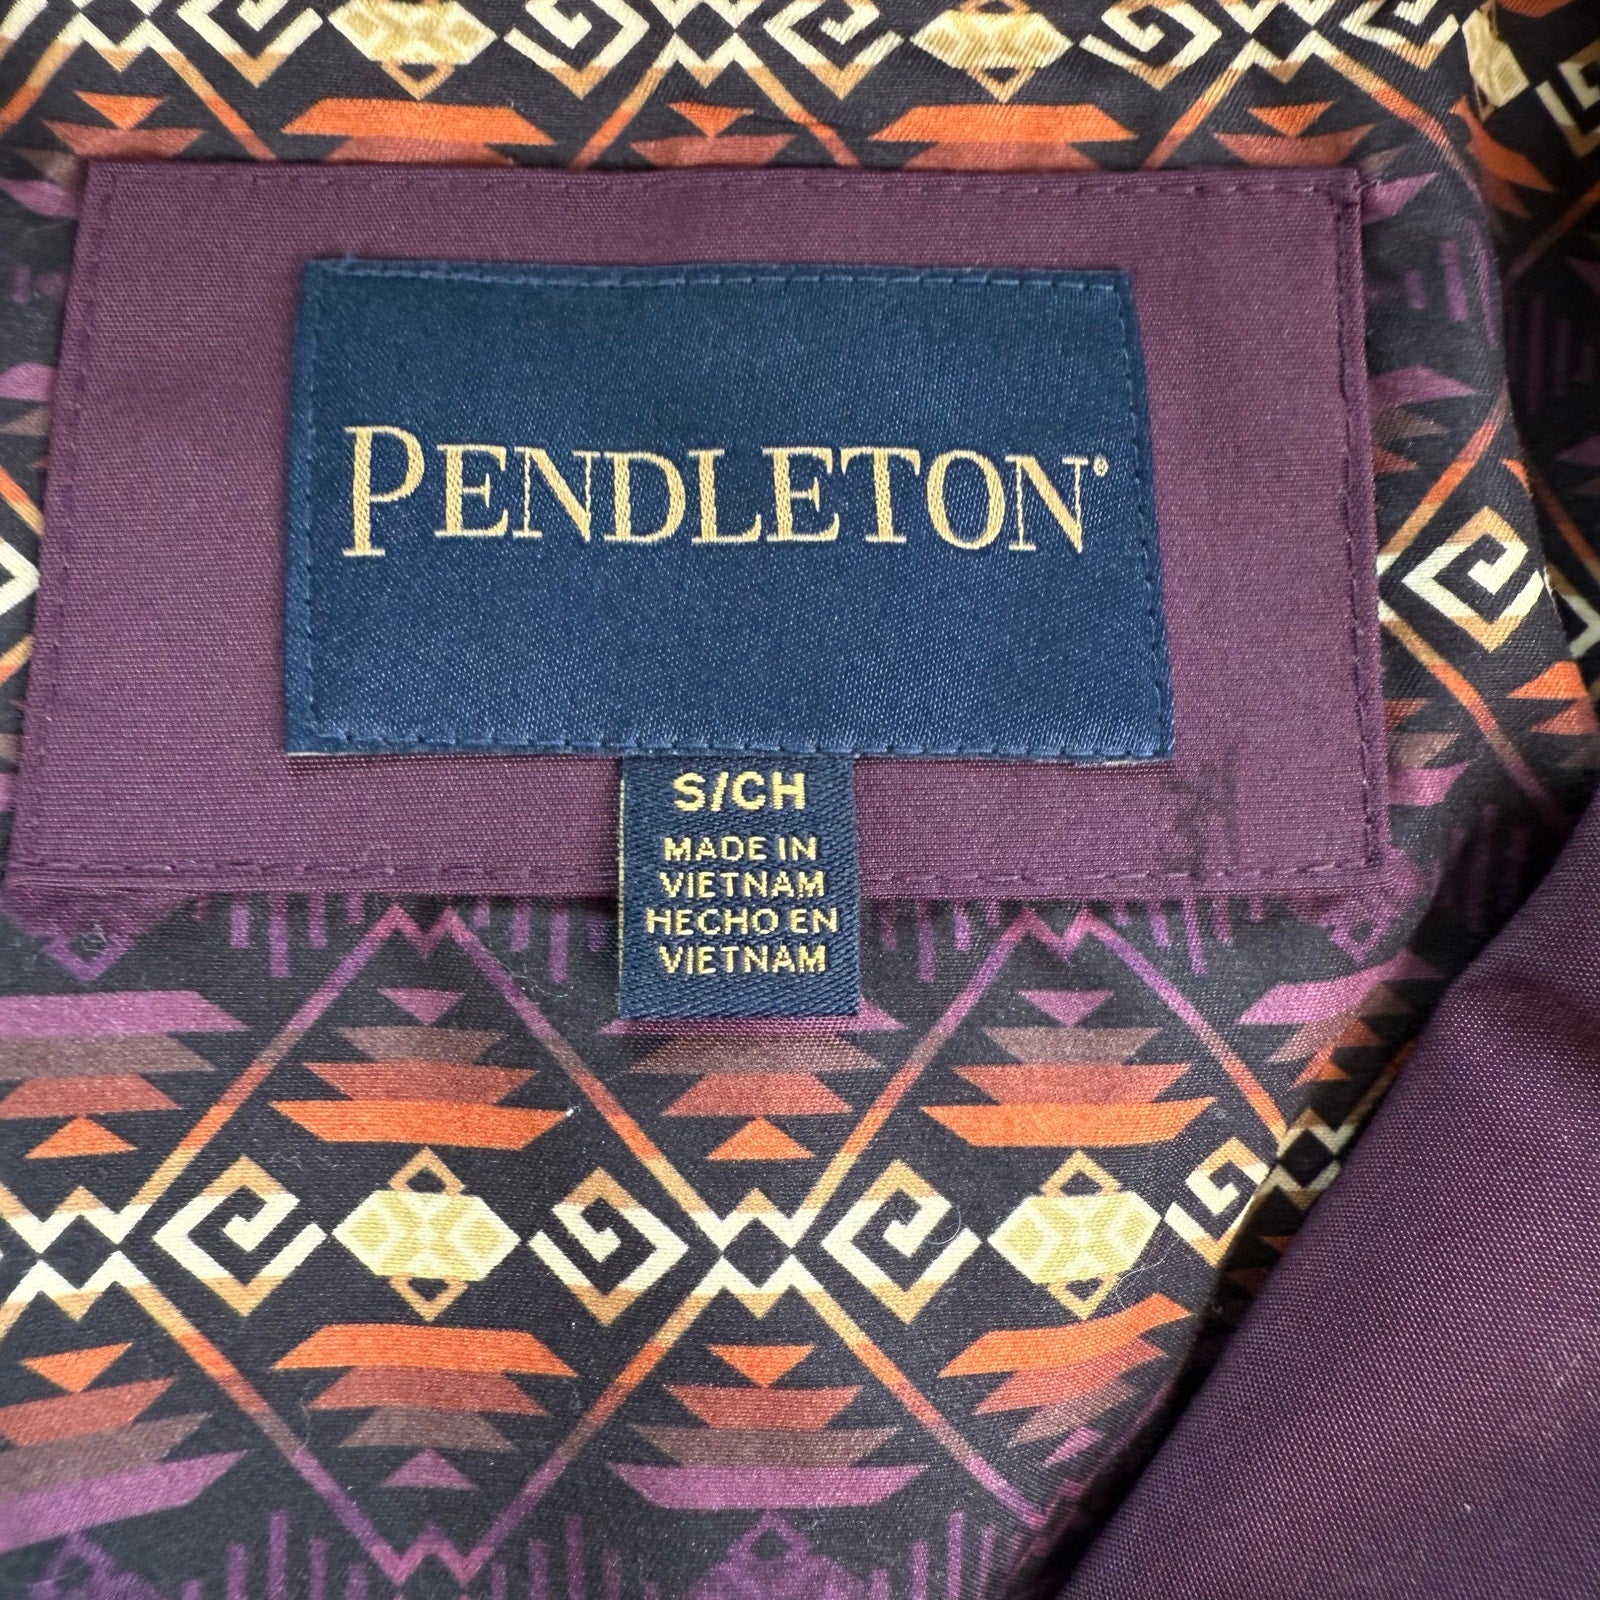 PENDLETON®
S/CH
MADE IN
VIETNAM
HECHO EN
VIETNAM